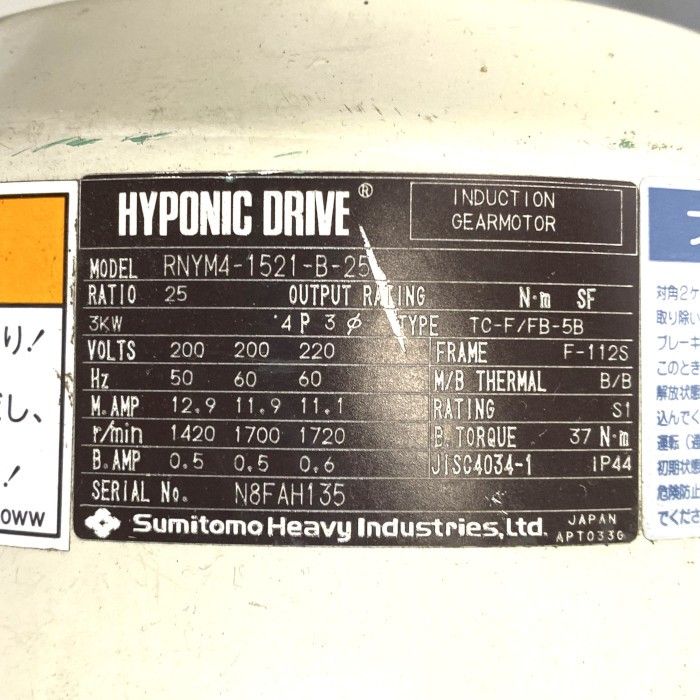 HYPONIC DRIVE®
INDUCTION
GEARMOTOR
MODEL RNYM4-1521-B-25
RATIO 25 OUTPUT RATING N·m SF
3KW 4 P 3 φ TYPE TC-F/FB-5B
VOLTS 200 200 220 FRAME F-112S
Hz 50 60 60 M/B THERMAL B/B
M.AMP 12.9 11.9 11.1 RATING S1
r/min 1420 1700 1720 B.TORQUE 37 N·m
B.AMP 0.5 0.5 0.6 JISC4034-1 IP44
SERIAL No. N8FAH135
Sumitomo Heavy Industries,Ltd. JAPAN
APT033G
り!
し、
!
OWW
対角2ケ
取り除い
ブレーキ
このとき
解放状態
込んでく
運転(通
初期状態
危険防止
でくださ